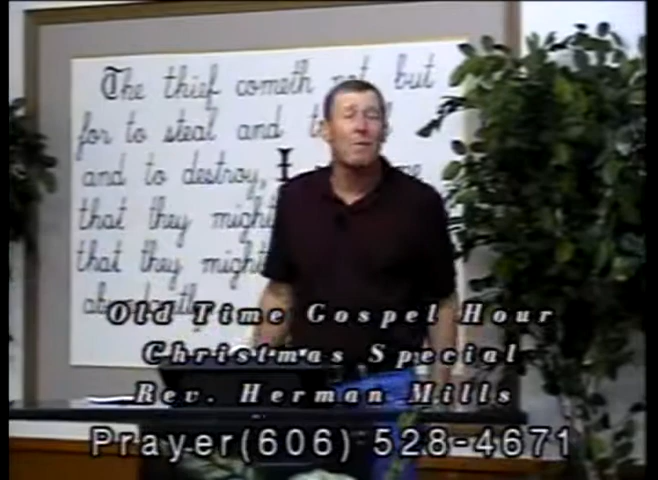 The thief cometh not but
for to steal and t
and to destroy, I
that they might
that they might
Old Time Gospel Hour
Christmas Special
Rev. Herman Mills
Prayer(606) 528-4671